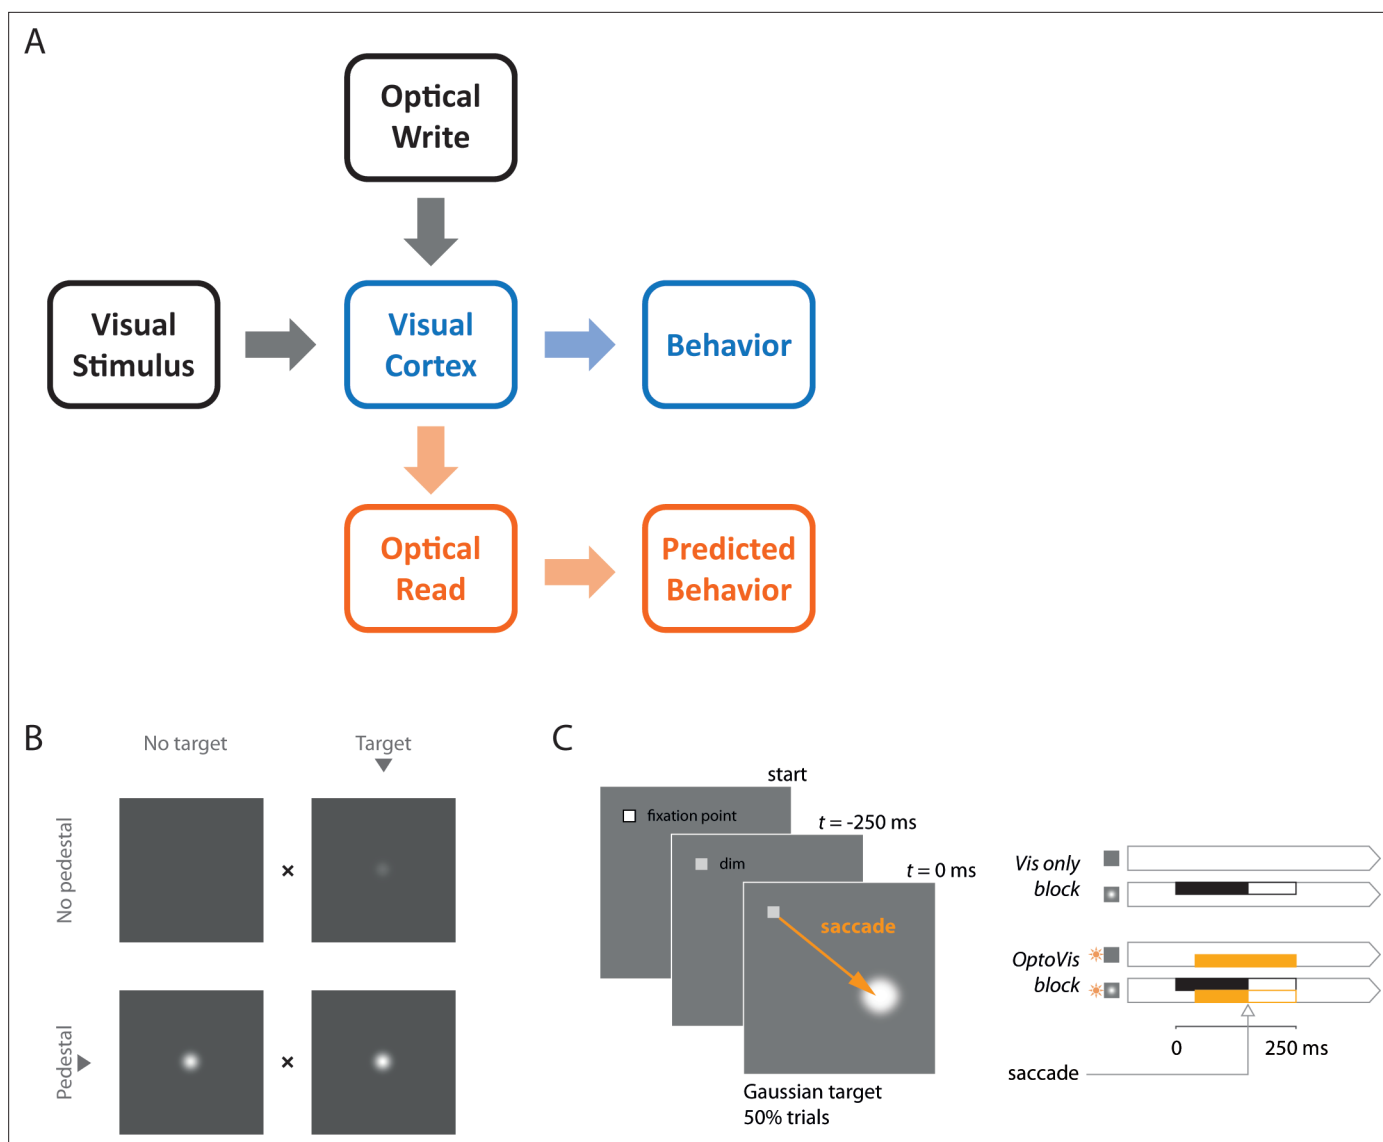 A
Optical
Write
Visual
Stimulus
Visual
Cortex
Behavior
Optical
Read
Predicted
Behavior
B
No target
Target
No pedestal
×
Pedestal
×
C
start
fixation point
t = -250 ms
dim
t = 0 ms
saccade
Gaussian target
50% trials
Vis only
block
OptoVis
block
0
250 ms
saccade